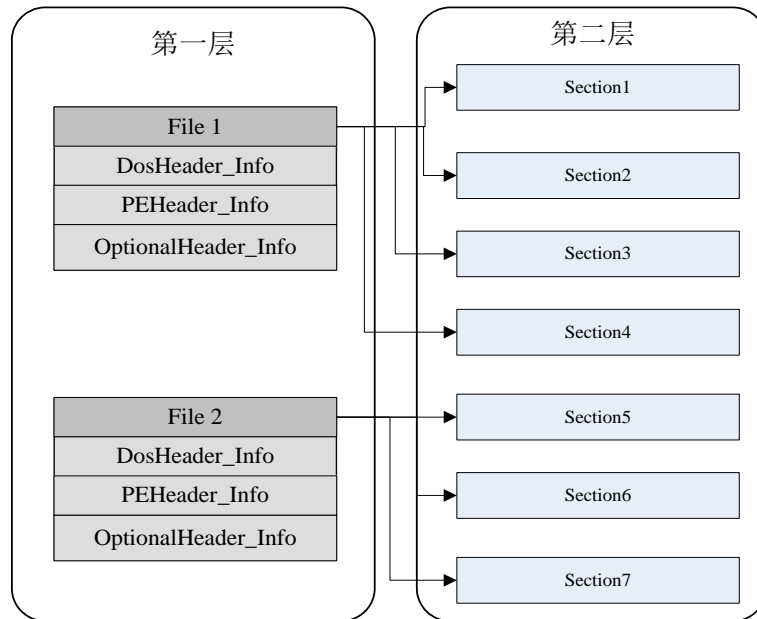 第一层
File 1
DosHeader_Info
PEHeader_Info
OptionalHeader_Info
File 2
DosHeader_Info
PEHeader_Info
OptionalHeader_Info
第二层
Section1
Section2
Section3
Section4
Section5
Section6
Section7